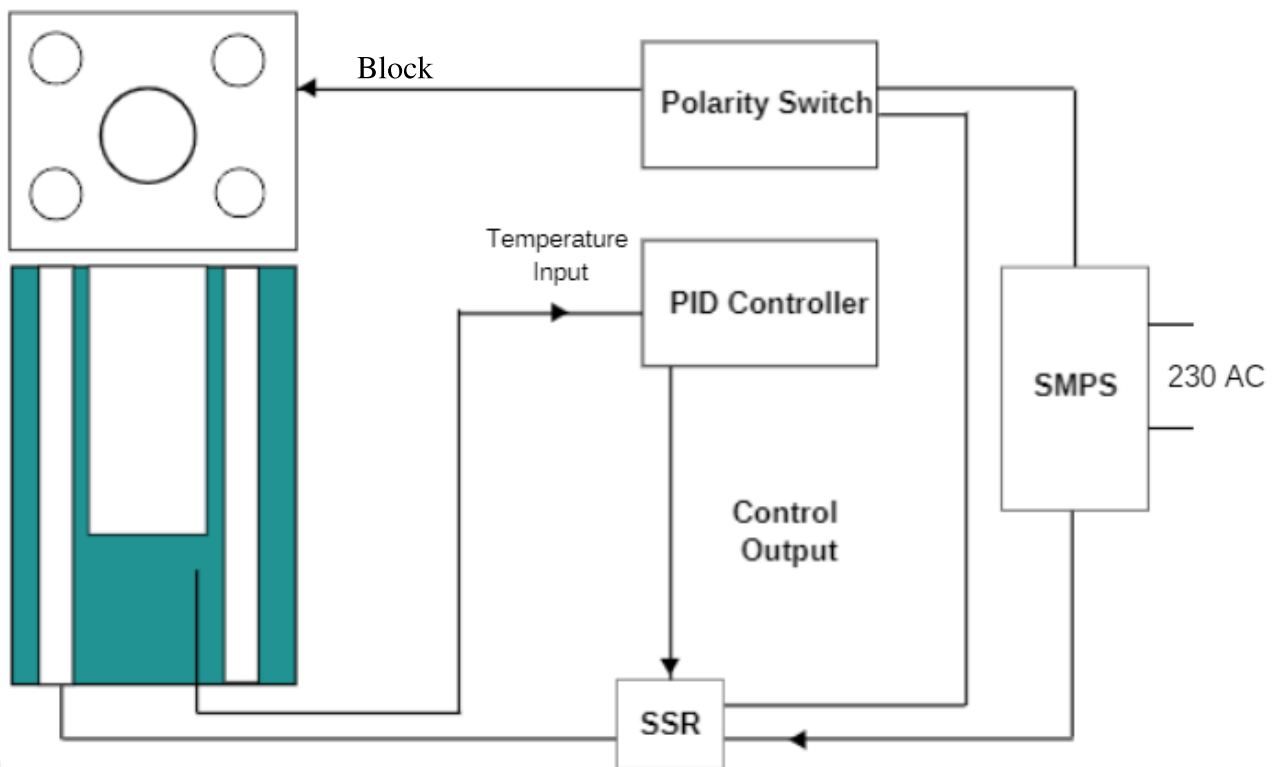 Block
Polarity Switch
Temperature
Input
PID Controller
SMPS
230 AC
Control
Output
SSR